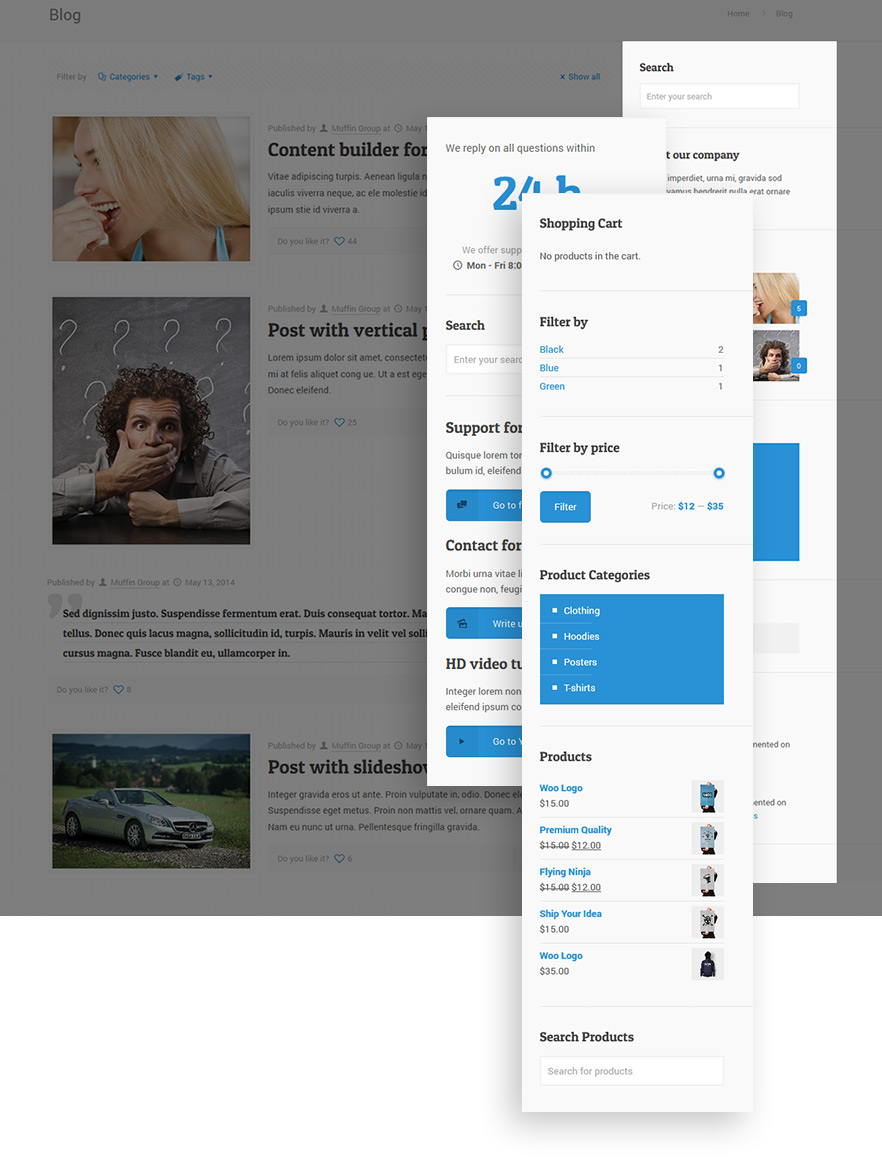 Blog
Home
Blog
Filter by
Categories
Tags
Show all
Published by Muffin Group at May 1
Content builder for
Vitae adipiscing turpis. Aenean ligula n
iaculis viverra neque, ac ele molestie id
ipsum stie id viverra a.
Do you like it? 44
Published by Muffin Group at May 1
Post with vertical p
Lorem ipsum dolor sit amet, consectet
mi at felis aliquet cong ue. Ut a est ege
Donec eleifend.
Do you like it? 25
Published by Muffin Group at May 13, 2014
Sed dignissim justo. Suspendisse fermentum erat. Duis consequat tortor. Ma
tellus. Donec quis lacus magna, sollicitudin id, turpis. Mauris in velit vel solli
cursus magna. Fusce blandit eu, ullamcorper in.
Do you like it? 8
Published by Muffin Group at May 1
Post with slideshow
Integer gravida eros ut ante. Proin vulputate in, odio. Donec ele
Suspendisse eget metus. Proin non mattis vel, ornare quam. A
Nam eu nunc ut urna. Pellentesque fringilla gravida.
Do you like it? 6
We reply on all questions within
24 h
We offer supp
Mon - Fri 8:0
Search
Enter your searc
Support for
Quisque lorem tor
bulum id, eleifend
Go to f
Contact for
Morbi urna vitae li
congue non, feugi
Write u
HD video tu
Integer lorem non
eleifend ipsum co
Go to Y
Shopping Cart
No products in the cart.
Filter by
Black 2
Blue 1
Green 1
Filter by price
Filter
Price: $12 — $35
Product Categories
Clothing
Hoodies
Posters
T-shirts
Products
Woo Logo
$15.00
Premium Quality
$15.00 $12.00
Flying Ninja
$15.00 $12.00
Ship Your Idea
$15.00
Woo Logo
$35.00
Search Products
Search for products
Search
Enter your search
t our company
imperdiet, urna mi, gravida sod
vamus hendrerit nulla erat ornare
5
0
mented on
ented on
s